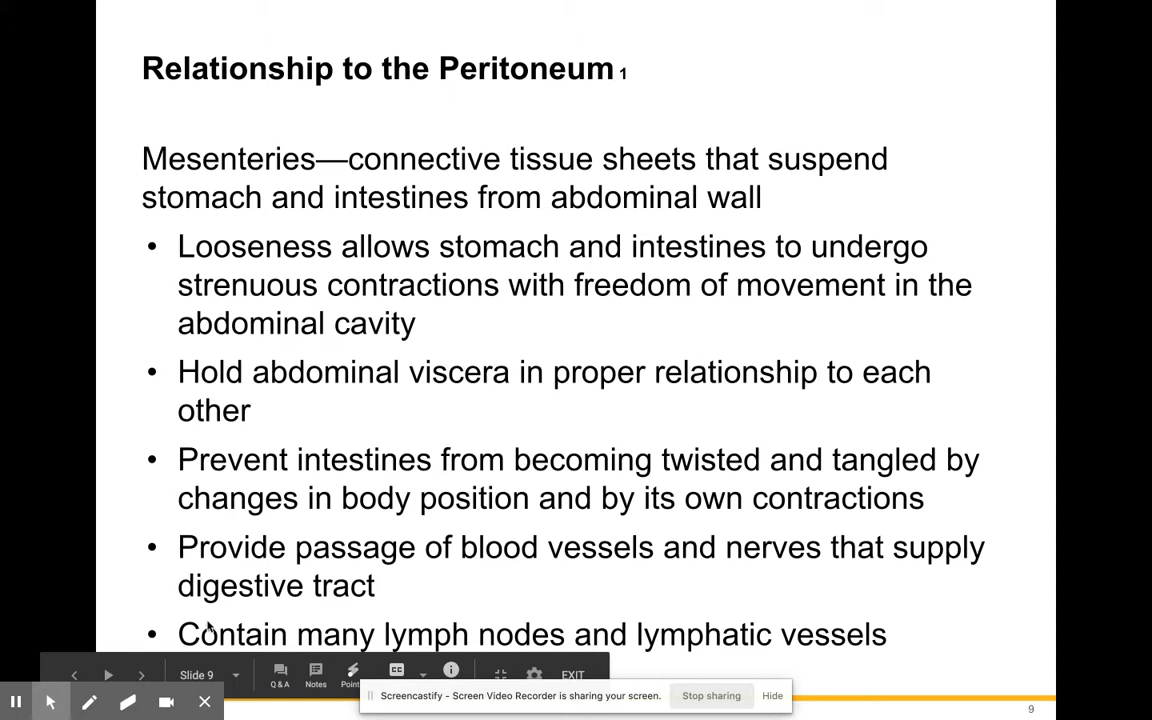 Relationship to the Peritoneum 1
Mesenteries—connective tissue sheets that suspend
stomach and intestines from abdominal wall
• Looseness allows stomach and intestines to undergo
strenuous contractions with freedom of movement in the
abdominal cavity
• Hold abdominal viscera in proper relationship to each
other
• Prevent intestines from becoming twisted and tangled by
changes in body position and by its own contractions
• Provide passage of blood vessels and nerves that supply
digestive tract
• Contain many lymph nodes and lymphatic vessels
Slide 9
Q & A
Notes
CC
EXIT
Screencastify - Screen Video Recorder is sharing your screen.
Stop sharing
Hide
9